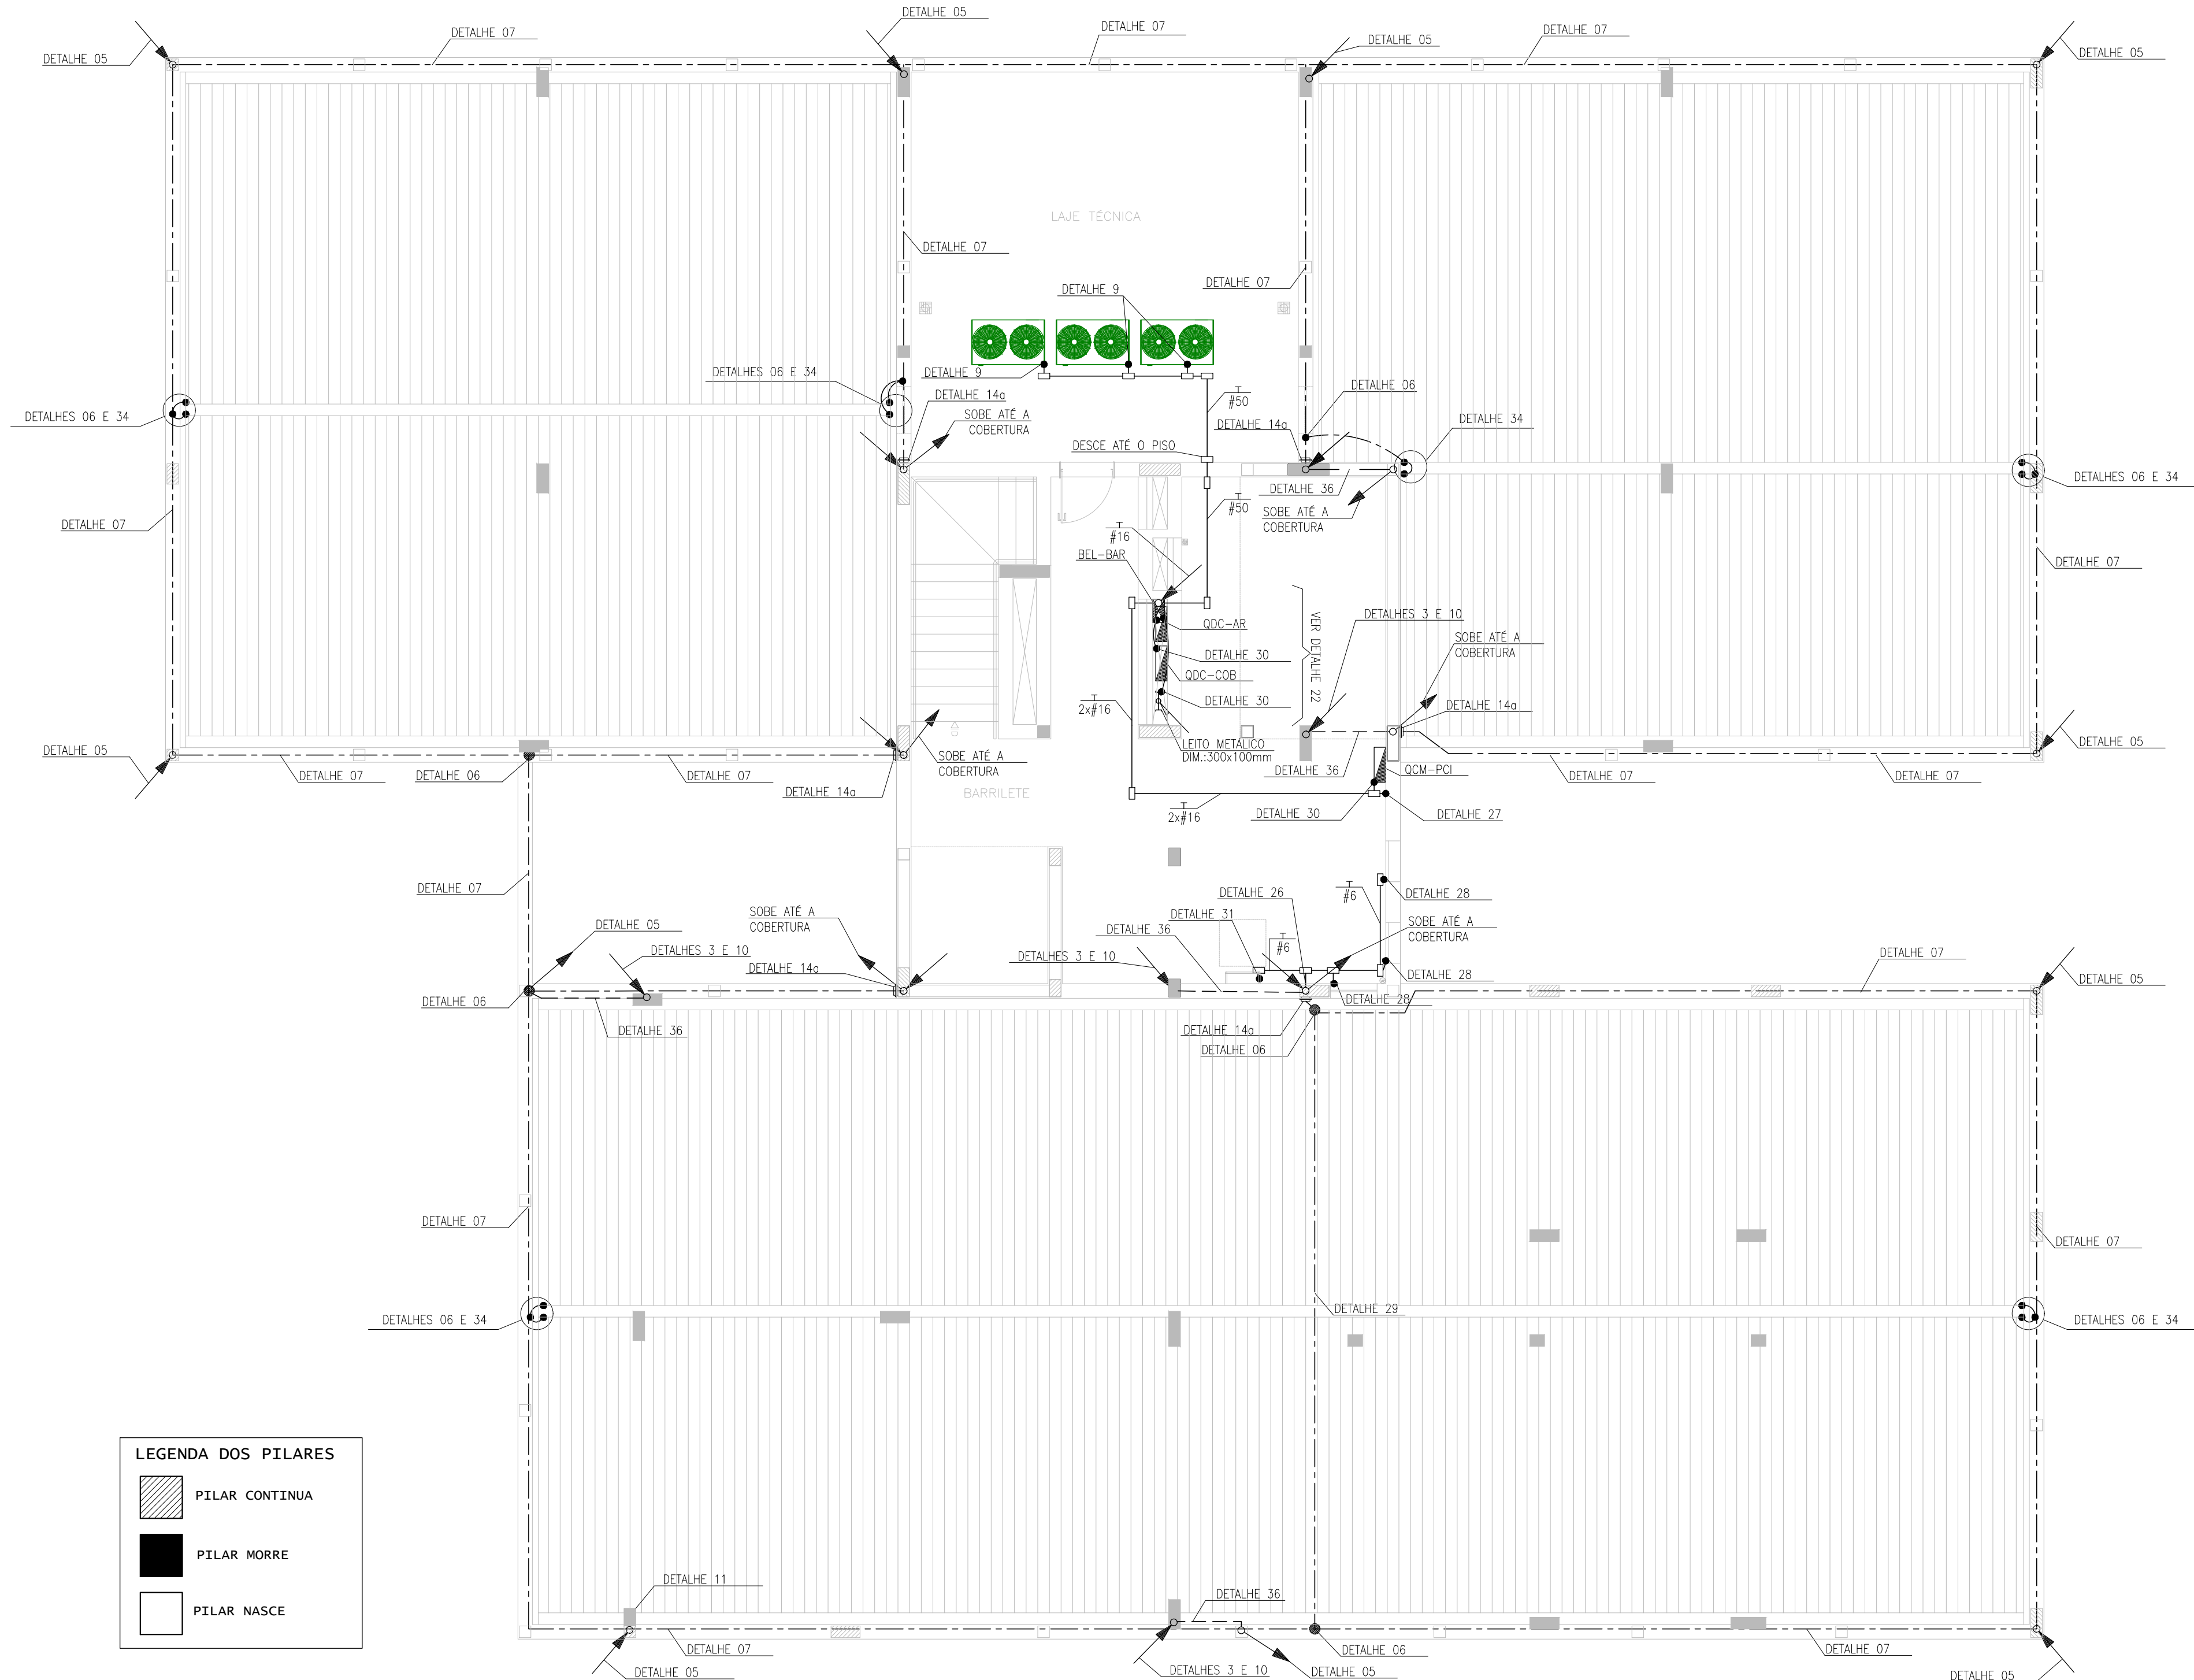 DETALHE 05
DETALHE 07
DETALHE 05
DETALHE 07
DETALHE 05
DETALHE 07
DETALHE 05
LAJE TÉCNICA
DETALHE 07
DETALHE 07
DETALHE 9
DETALHE 9
DETALHES 06 E 34
DETALHES 06 E 34
DETALHE 14a
SOBE ATÉ A
COBERTURA
T
#50
DETALHE 06
DETALHE 14a
DETALHE 34
DESCE ATÉ O PISO
DETALHE 36
DETALHES 06 E 34
SOBE ATÉ A
COBERTURA
T
#50
T
#16
BEL-BAR
DETALHE 07
DETALHE 07
QDC-AR
DETALHE 30
QDC-COB
DETALHE 30
VER DETALHE 22
DETALHES 3 E 10
SOBE ATÉ A
COBERTURA
T
2x#16
DETALHE 14a
LEITO METÁLICO
DIM.:300x100mm
DETALHE 05
DETALHE 05
DETALHE 07
DETALHE 06
DETALHE 07
SOBE ATÉ A
COBERTURA
DETALHE 14a
BARRILETE
DETALHE 36
QCM-PCI
DETALHE 07
DETALHE 07
T
2x#16
DETALHE 30
DETALHE 27
DETALHE 07
DETALHE 05
SOBE ATÉ A
COBERTURA
DETALHES 3 E 10
DETALHE 14a
DETALHE 06
DETALHE 36
DETALHE 26
DETALHE 31
DETALHE 36
T
#6
T
#6
DETALHE 28
SOBE ATÉ A
COBERTURA
DETALHES 3 E 10
DETALHE 28
DETALHE 28
DETALHE 14a
DETALHE 06
DETALHE 07
DETALHE 05
DETALHE 07
DETALHE 07
DETALHES 06 E 34
DETALHE 29
DETALHES 06 E 34
LEGENDA DOS PILARES
PILAR CONTINUA
PILAR MORRE
PILAR NASCE
DETALHE 11
DETALHE 36
DETALHE 07
DETALHE 05
DETALHES 3 E 10
DETALHE 05
DETALHE 06
DETALHE 07
DETALHE 05